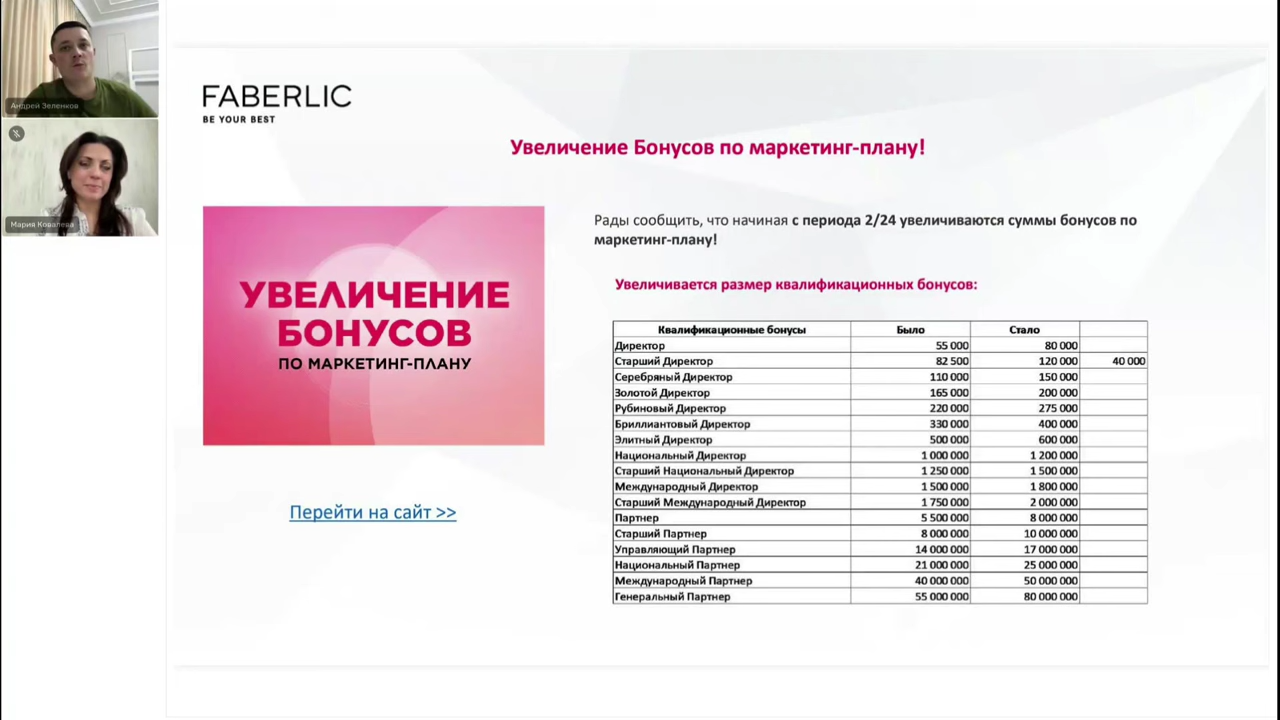 Андрей Зеленков
Мария Ковалева
FABERLIC
BE YOUR BEST
Увеличение Бонусов по маркетинг-плану!
УВЕЛИЧЕНИЕ
БОНУСОВ
ПО МАРКЕТИНГ-ПЛАНУ
Перейти на сайт >>
Рады сообщить, что начиная с периода 2/24 увеличиваются суммы бонусов по
маркетинг-плану!
Увеличивается размер квалификационных бонусов:
Квалификационные бонусы Было Стало
Директор 55 000 80 000
Старший Директор 82 500 120 000 40 000
Серебряный Директор 110 000 150 000
Золотой Директор 165 000 200 000
Рубиновый Директор 220 000 275 000
Бриллиантовый Директор 330 000 400 000
Элитный Директор 500 000 600 000
Национальный Директор 1 000 000 1 200 000
Старший Национальный Директор 1 250 000 1 500 000
Международный Директор 1 500 000 1 800 000
Старший Международный Директор 1 750 000 2 000 000
Партнер 5 500 000 8 000 000
Старший Партнер 8 000 000 10 000 000
Управляющий Партнер 14 000 000 17 000 000
Национальный Партнер 21 000 000 25 000 000
Международный Партнер 40 000 000 50 000 000
Генеральный Партнер 55 000 000 80 000 000